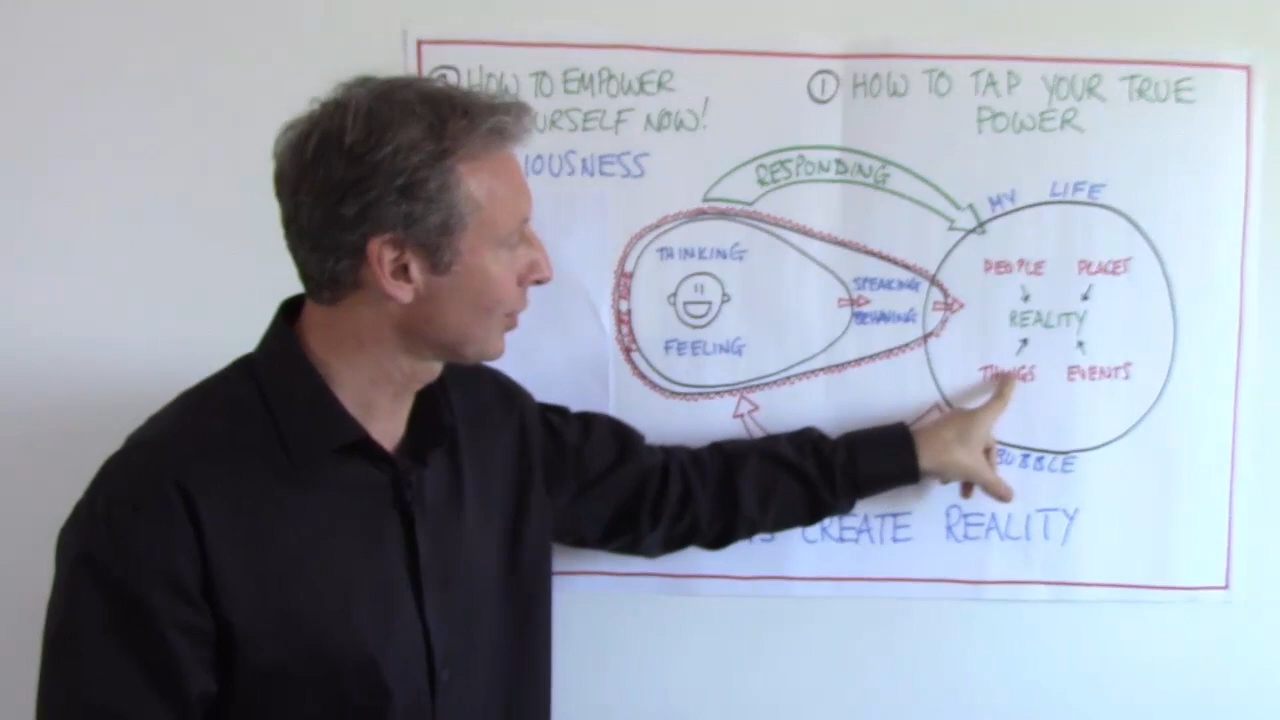 HOW TO EMPOWER
URSELF NOW!
IOUSNESS
① HOW TO TAP YOUR TRUE
POWER
RESPONDING
MY LIFE
THINKING
FEELING
SPEAKING
BEHAVING
PEOPLE PLACES
REALITY
THINGS EVENTS
BUBBLE
CREATE REALITY